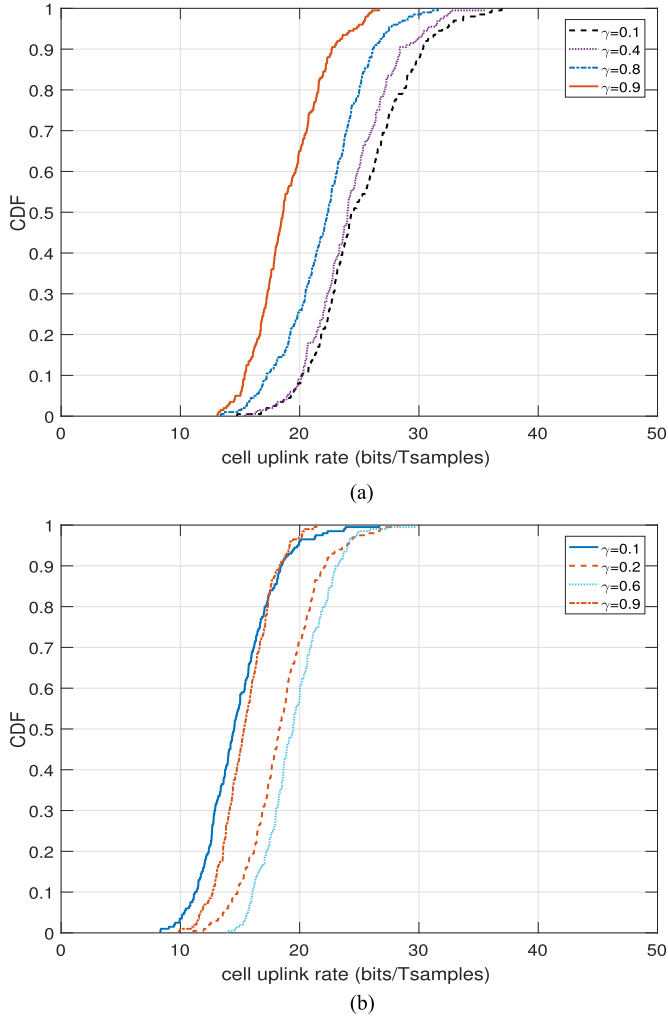 1
0.9
0.8
0.7
0.6
0.5
0.4
0.3
0.2
0.1
0
CDF
γ=0.1
γ=0.4
γ=0.8
γ=0.9
0 10 20 30 40 50
cell uplink rate (bits/Tsamples)
(a)
1
0.9
0.8
0.7
0.6
0.5
0.4
0.3
0.2
0.1
0
CDF
γ=0.1
γ=0.2
γ=0.6
γ=0.9
0 10 20 30 40 50
cell uplink rate (bits/Tsamples)
(b)